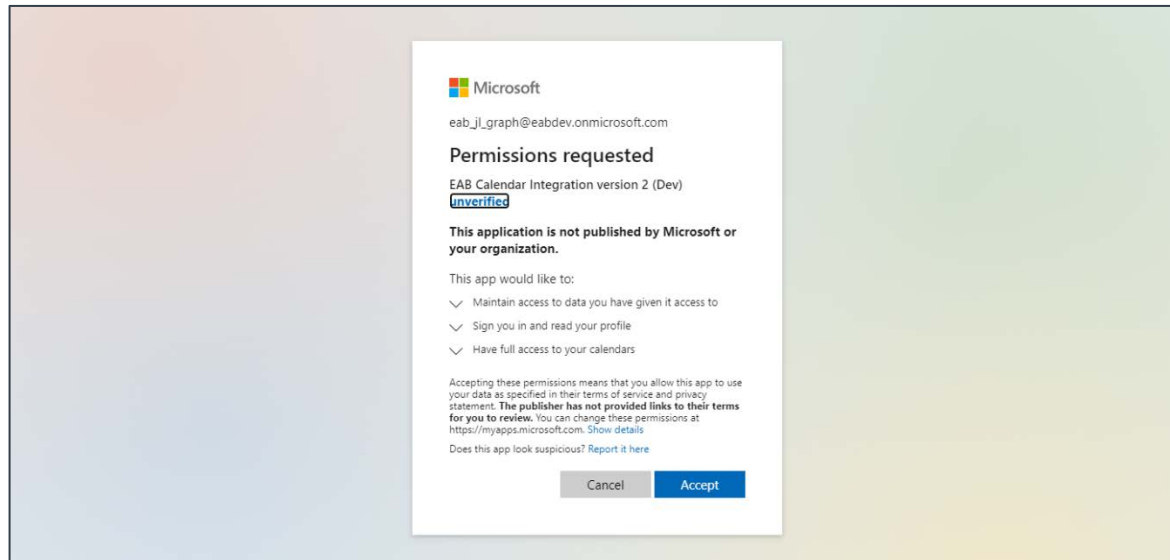 Microsoft
eab_jl_graph@eabdev.onmicrosoft.com
Permissions requested
EAB Calendar Integration version 2 (Dev)
unverified
This application is not published by Microsoft or
your organization.
This app would like to:
Maintain access to data you have given it access to
Sign you in and read your profile
Have full access to your calendars
Accepting these permissions means that you allow this app to use
your data as specified in their terms of service and privacy
statement. The publisher has not provided links to their terms
for you to review. You can change these permissions at
https://myapps.microsoft.com. Show details
Does this app look suspicious? Report it here
Cancel Accept